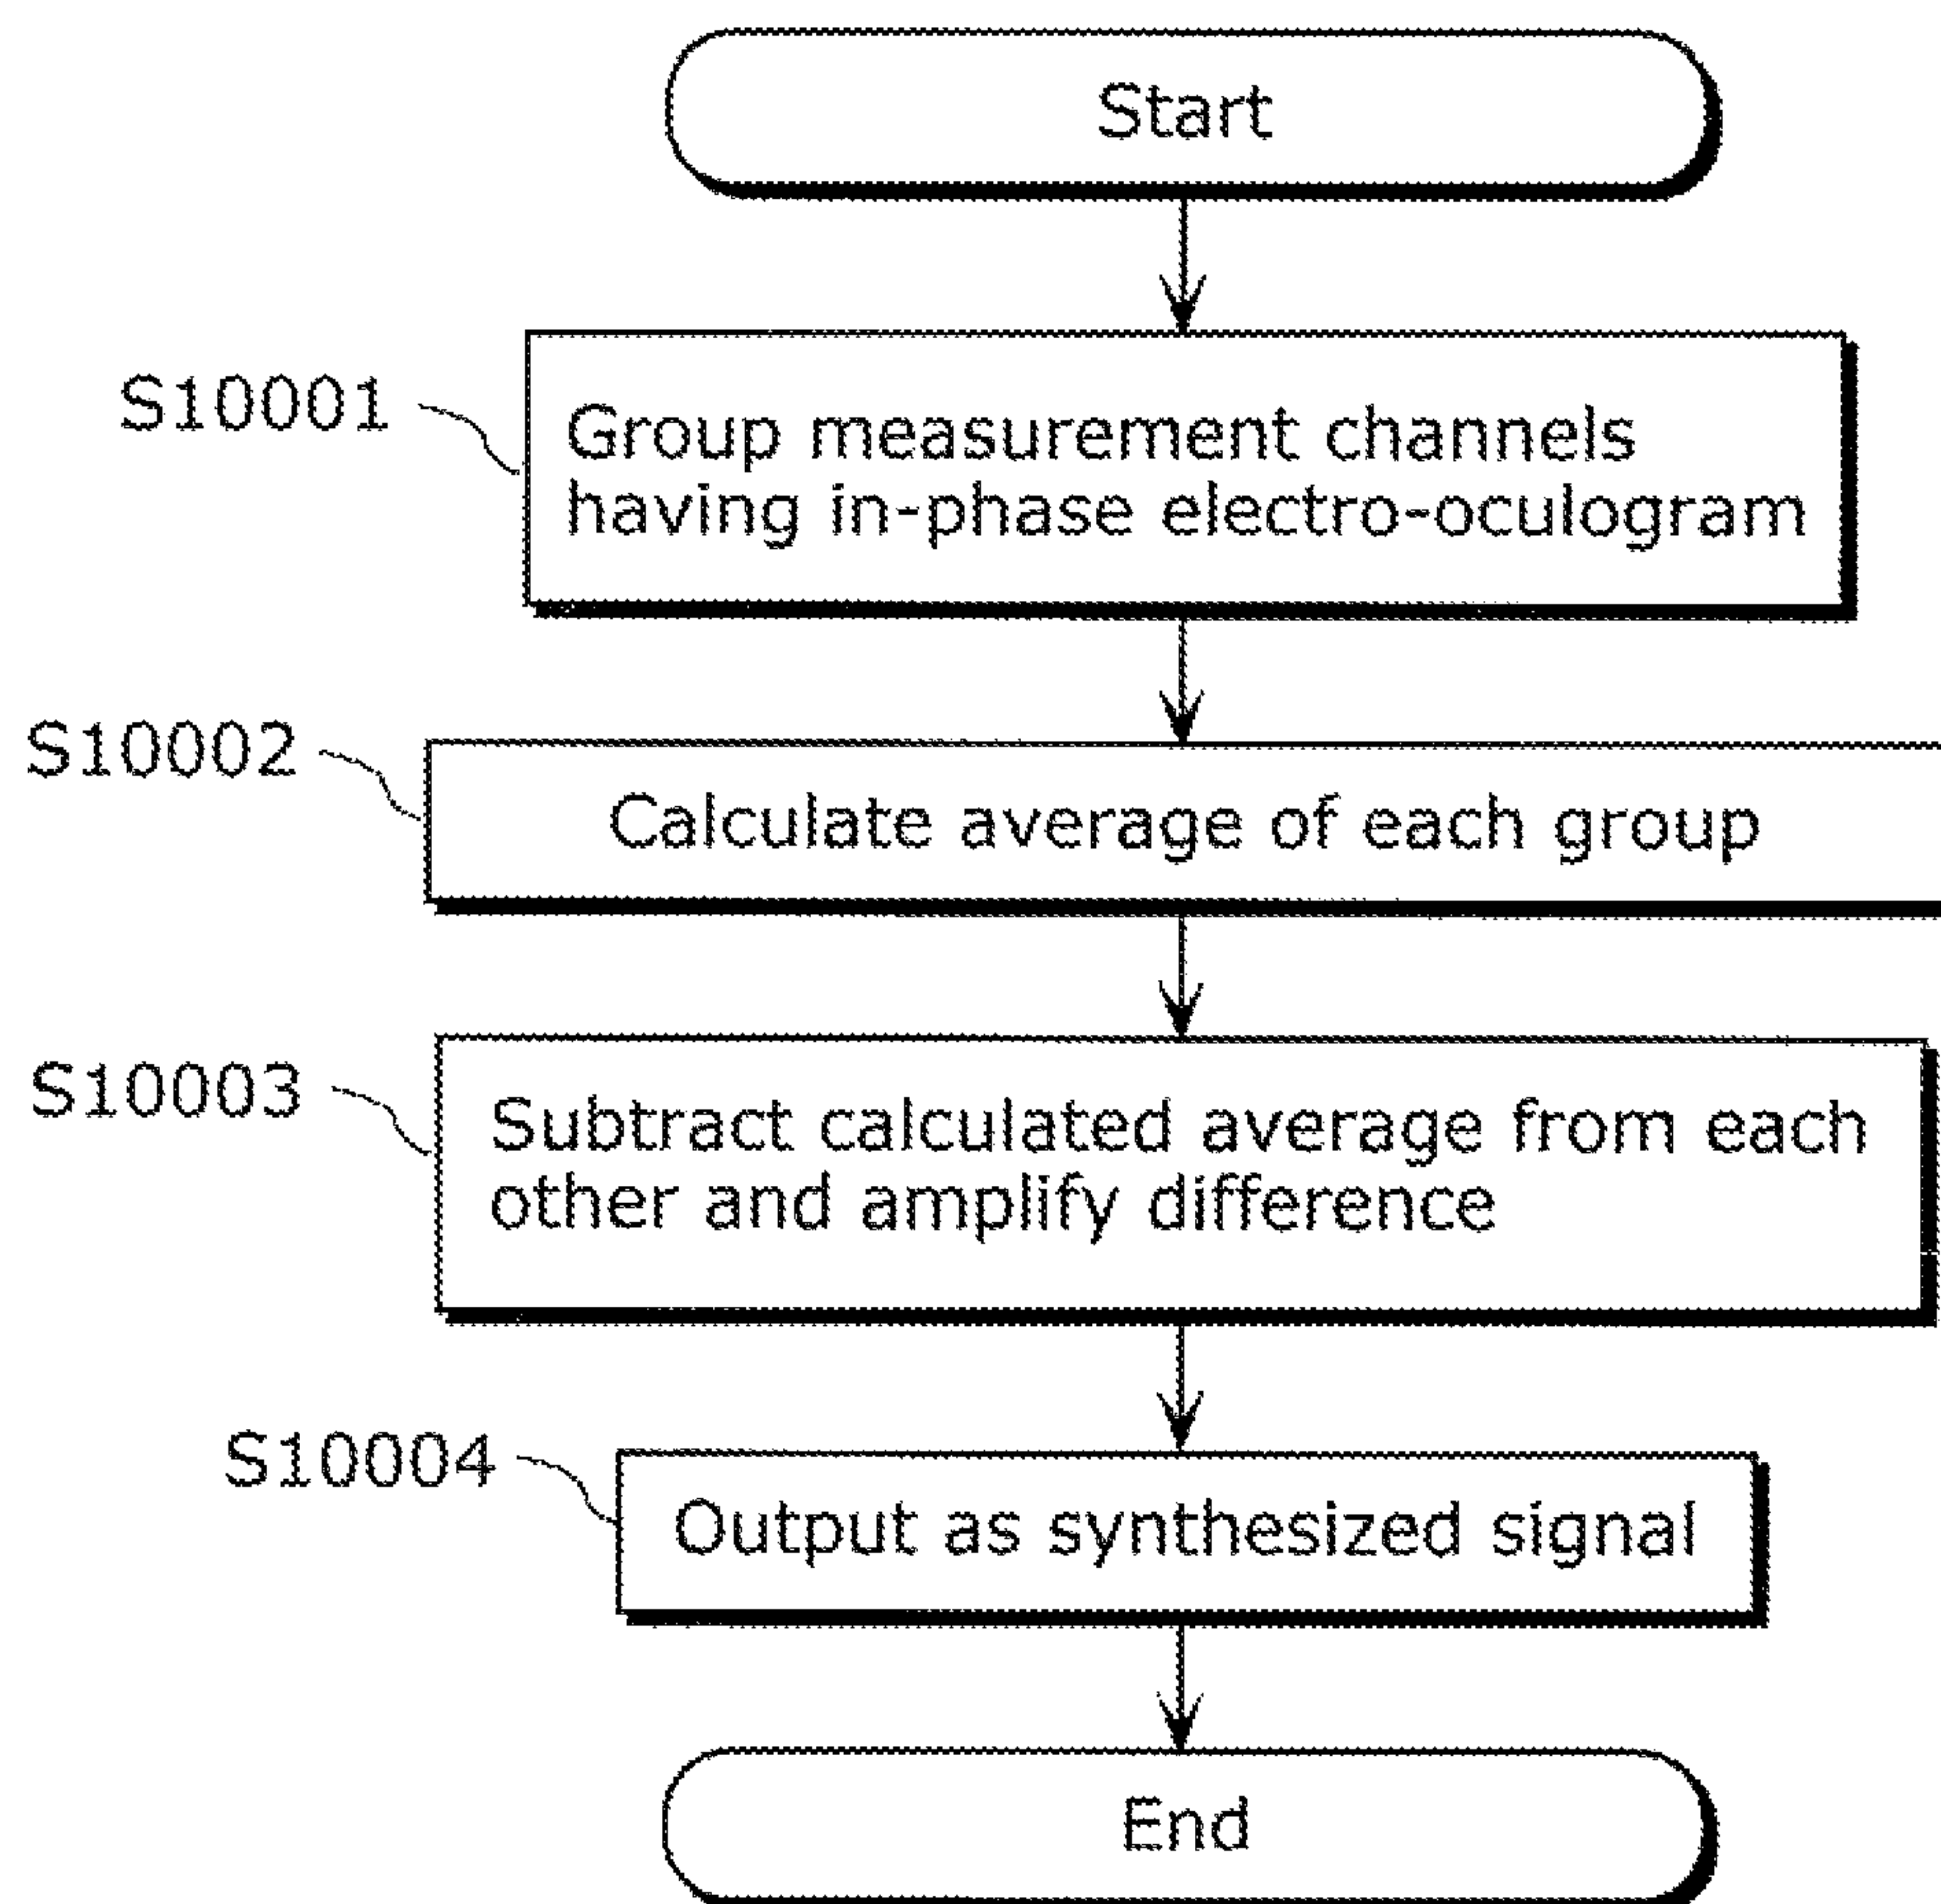 Start
S10001
Group measurement channels
having in-phase electro-oculogram
S10002
Calculate average of each group
S10003
Subtract calculated average from each
other and amplify difference
S10004
Output as synthesized signal
End